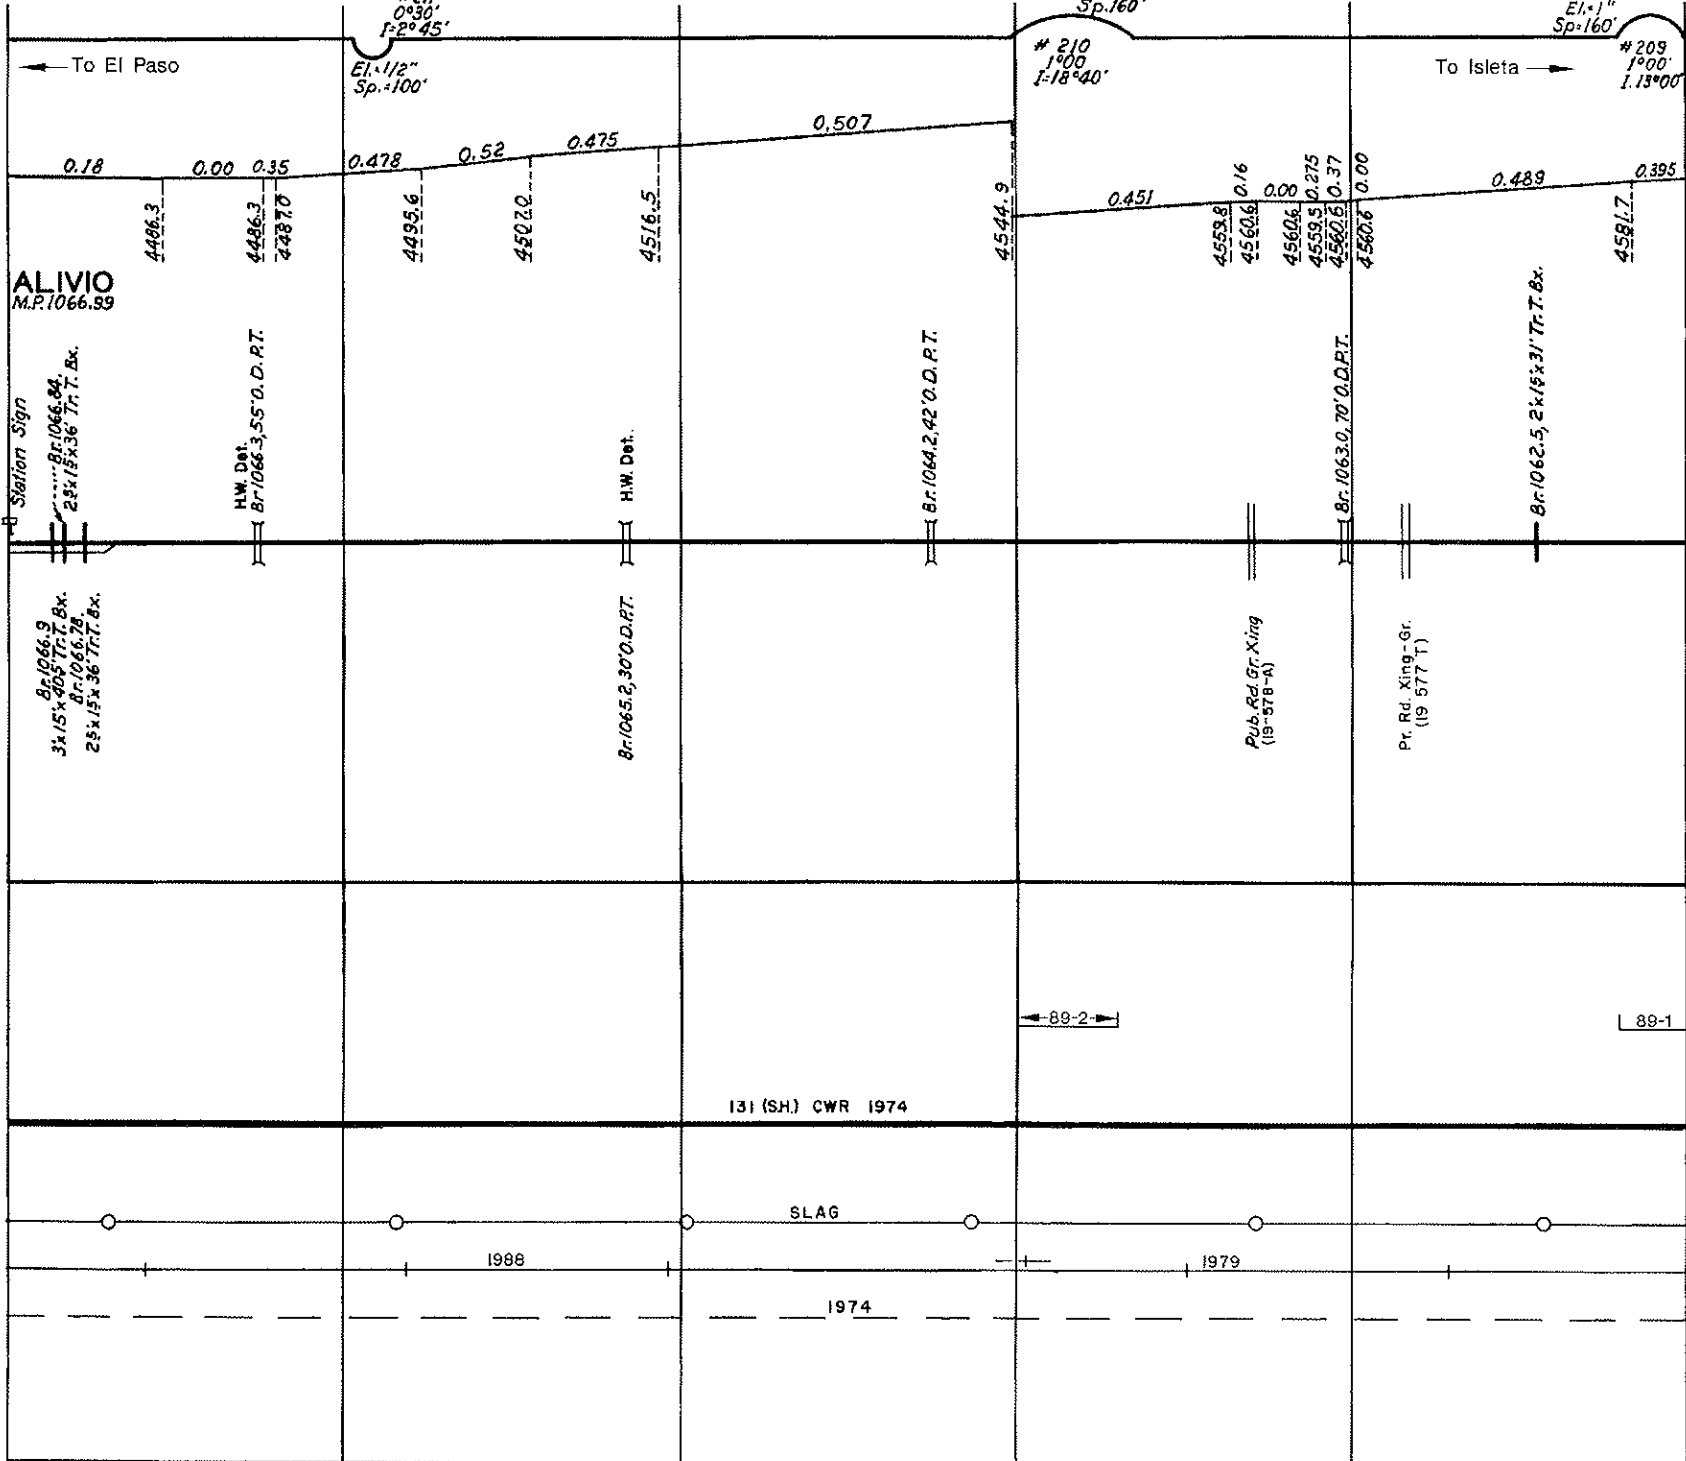 0°30'
I=2°45'
El.=1/2"
Sp.=100'
Sp.160'
# 210
1°00
I=18°40'
El.=1"
Sp=160'
#209
1°00'
I.13°00'
To El Paso
To Isleta
0.18
0.00
0.35
0.478
0.52
0.475
0.507
0.451
0.16
0.00
0.275
0.37
0.00
0.489
0.395
4486.3
4486.3
4487.0
4495.6
4507.0
4516.5
4544.9
4559.8
4560.6
4560.6
4559.5
4560.6
4560.6
4581.7
ALIVIO
M.P.1066.99
Station Sign
Br.1066.84,
2.5'x15'x36' Tr.T. Bx.
H.W. Det.
Br.1066.3,55'O.D.P.T.
H.W. Det.
Br.1064.2,42'O.D.P.T.
Br.1063.0,70'O.D.P.T.
Br.1062.5,2'x15'x31'Tr.T.Bx.
Br.1066.9
3'x15'x40.5'Tr.T. Bx.
Br.1066.78,
2.5'x15'x36'Tr.T. Bx.
Br.1065.2,30'O.D.P.T.
Pub.Rd.Gr.Xing
(19-578-A)
Pr. Rd. Xing-Gr.
(19 577 T)
89-2
89-1
131 (S.H.) CWR 1974
SLAG
1988
1979
1974